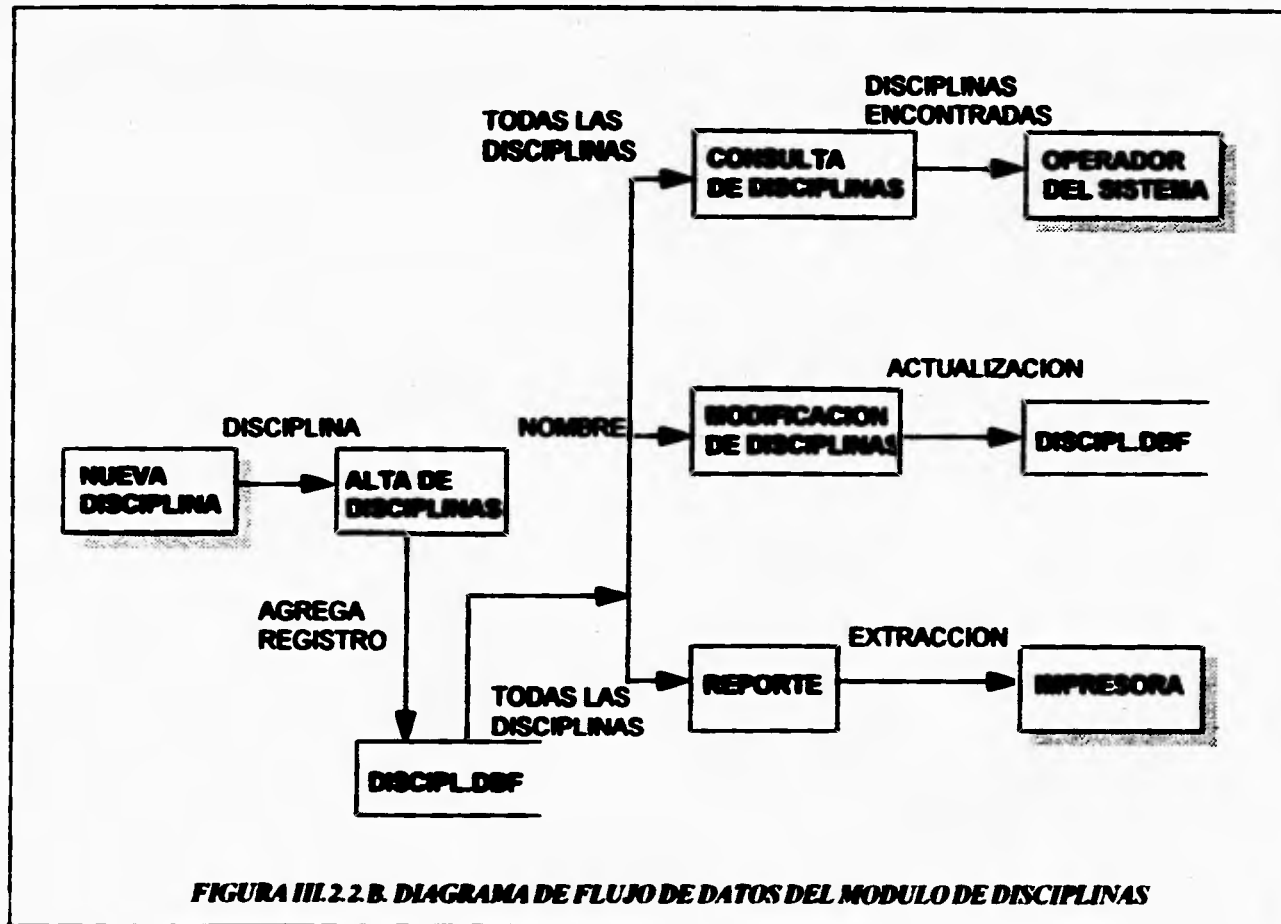 DISCIPLINAS
ENCONTRADAS
TODAS LAS
DISCIPLINAS
CONSULTA
DE DISCIPLINAS
OPERADOR
DEL SISTEMA
ACTUALIZACION
NOMBRE
MODIFICACION
DE DISCIPLINAS
DISCIPL.DBF
DISCIPLINA
NUEVA
DISCIPLINA
ALTA DE
DISCIPLINAS
AGREGA
REGISTRO
EXTRACCION
TODAS LAS
DISCIPLINAS
REPORTE
IMPRESORA
DISCIPL.DBF
FIGURA III.2.2.B. DIAGRAMA DE FLUJO DE DATOS DEL MODULO DE DISCIPLINAS